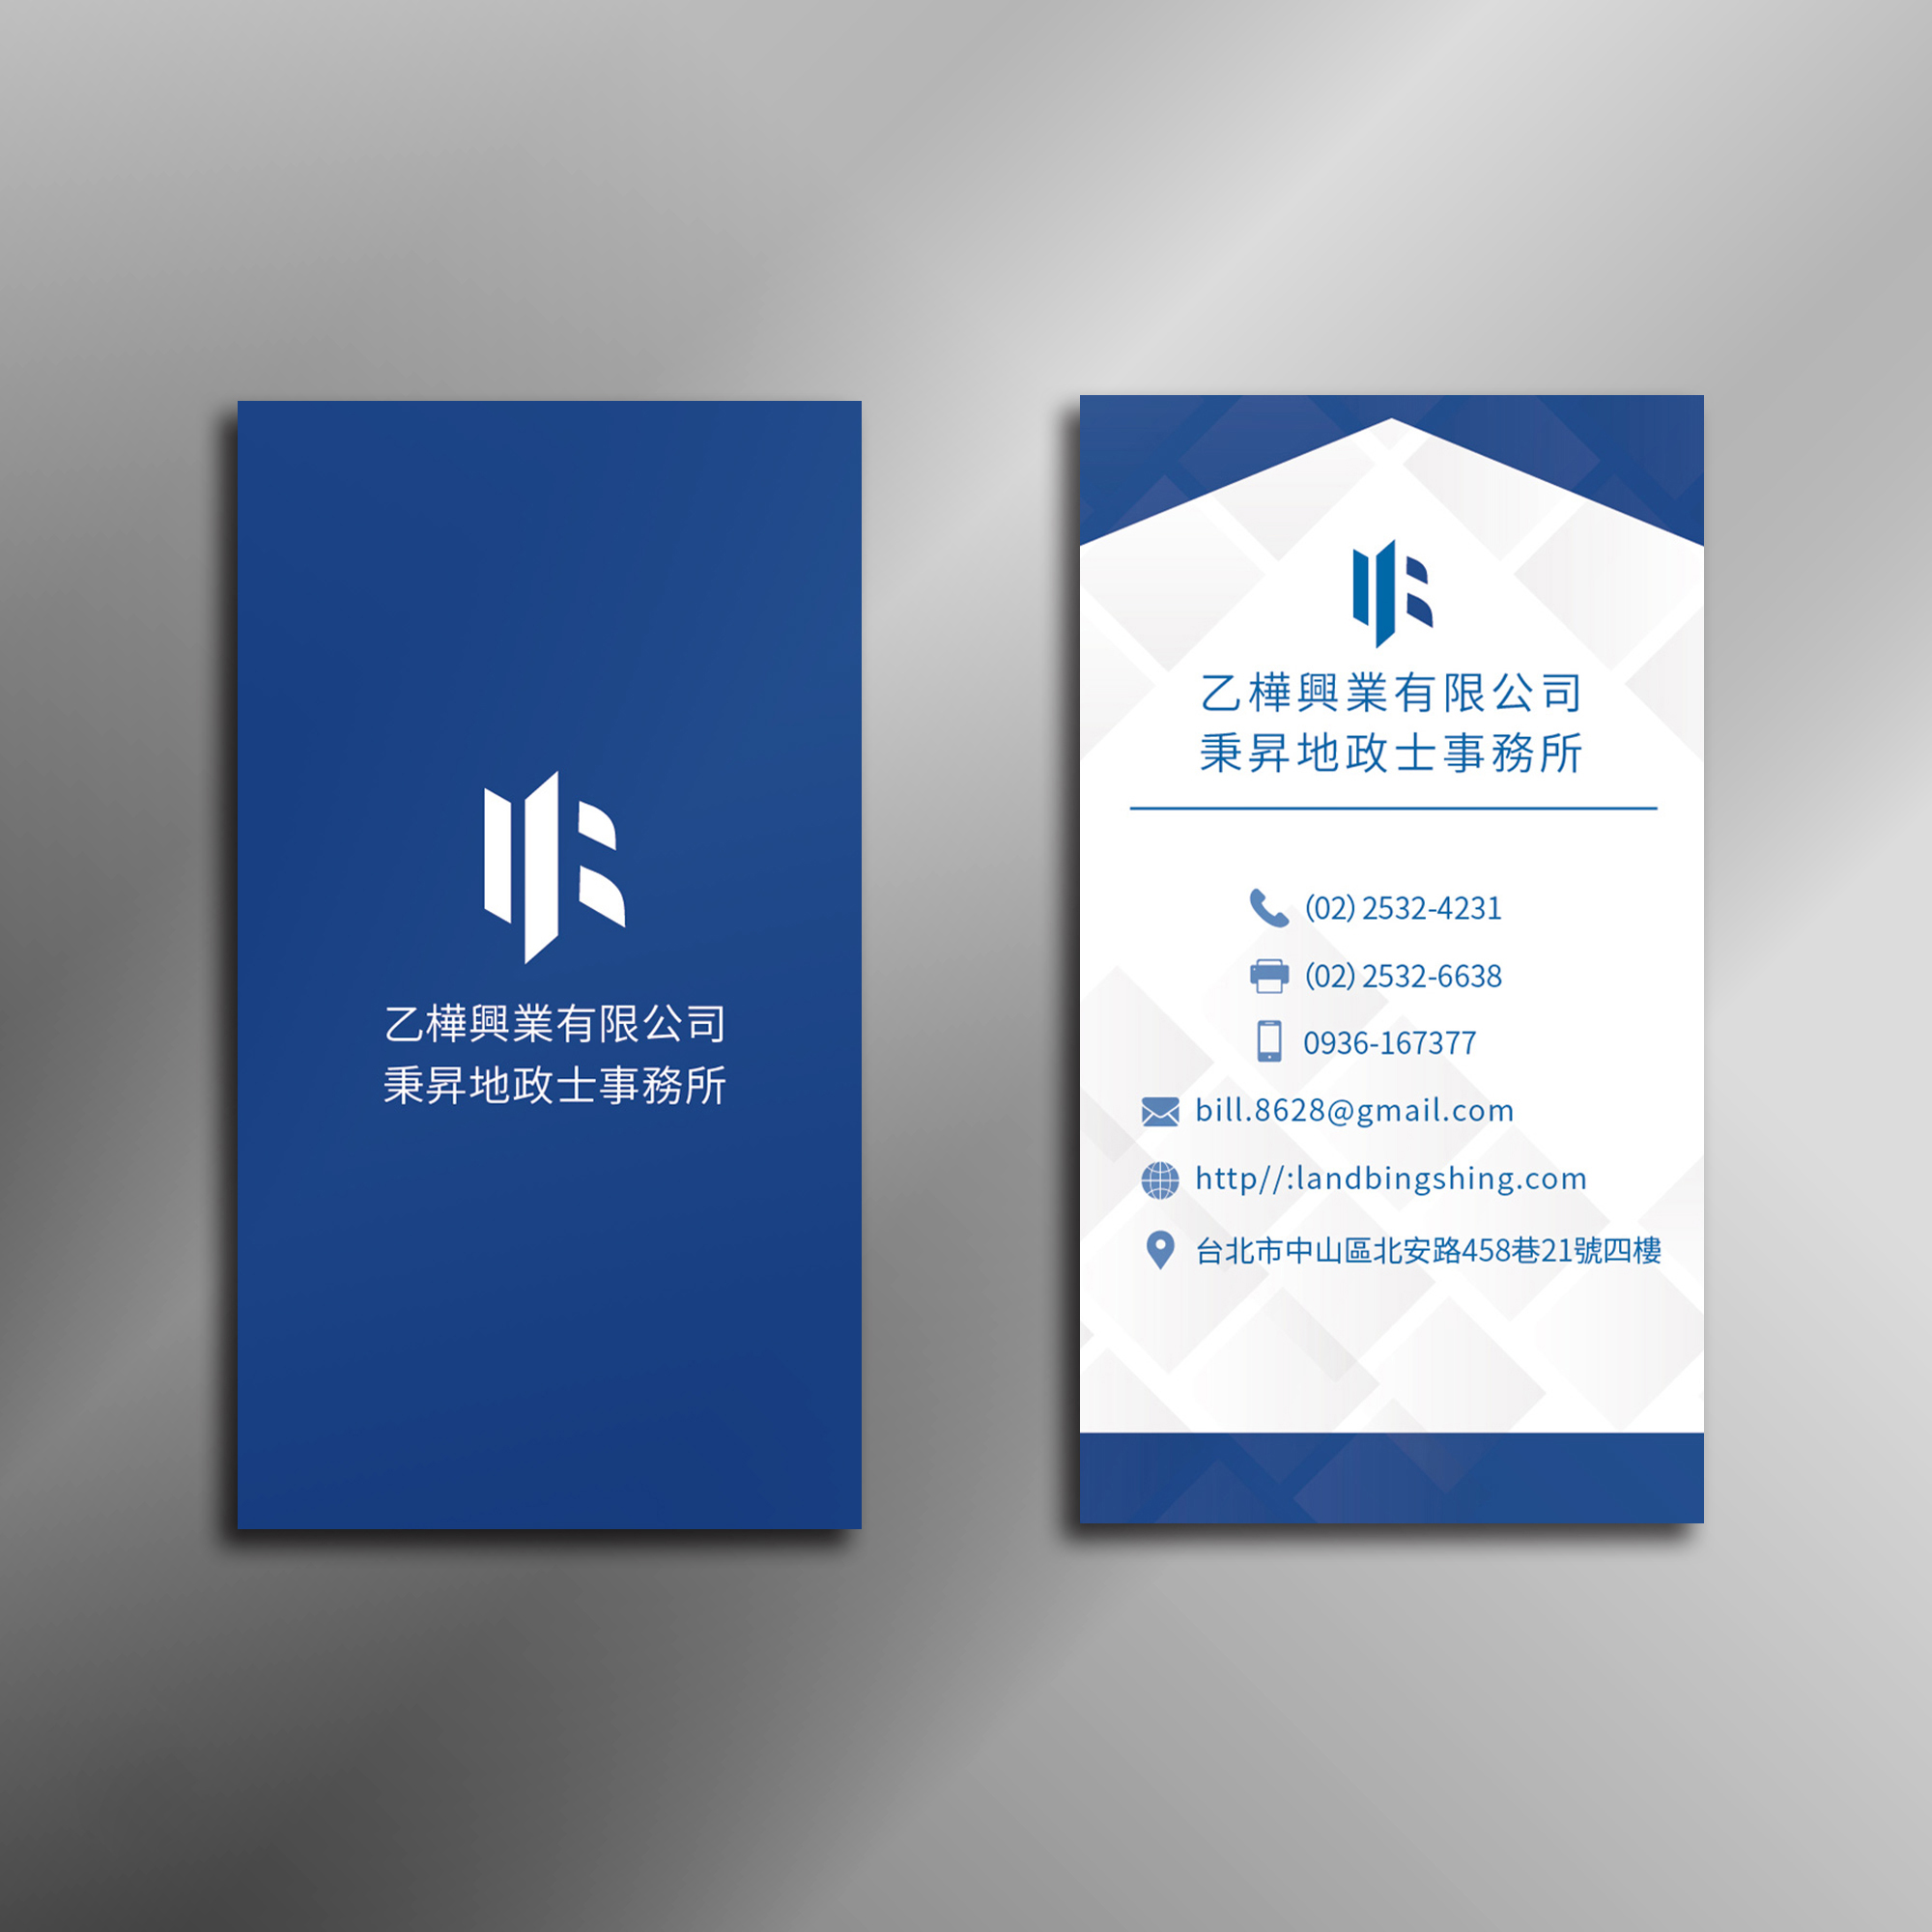 乙樺興業有限公司
秉昇地政士事務所
乙樺興業有限公司
秉昇地政士事務所
(02) 2532-4231
(02) 2532-6638
0936-167377
bill.8628@gmail.com
http//:landbingshing.com
台北市中山區北安路458巷21號四樓